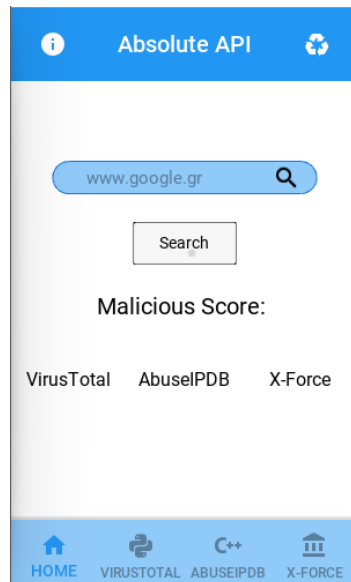 Absolute API
www.google.gr
Search
Malicious Score:
VirusTotal AbuseIPDB X-Force
C++
HOME VIRUSTOTAL ABUSEIPDB X-FORCE